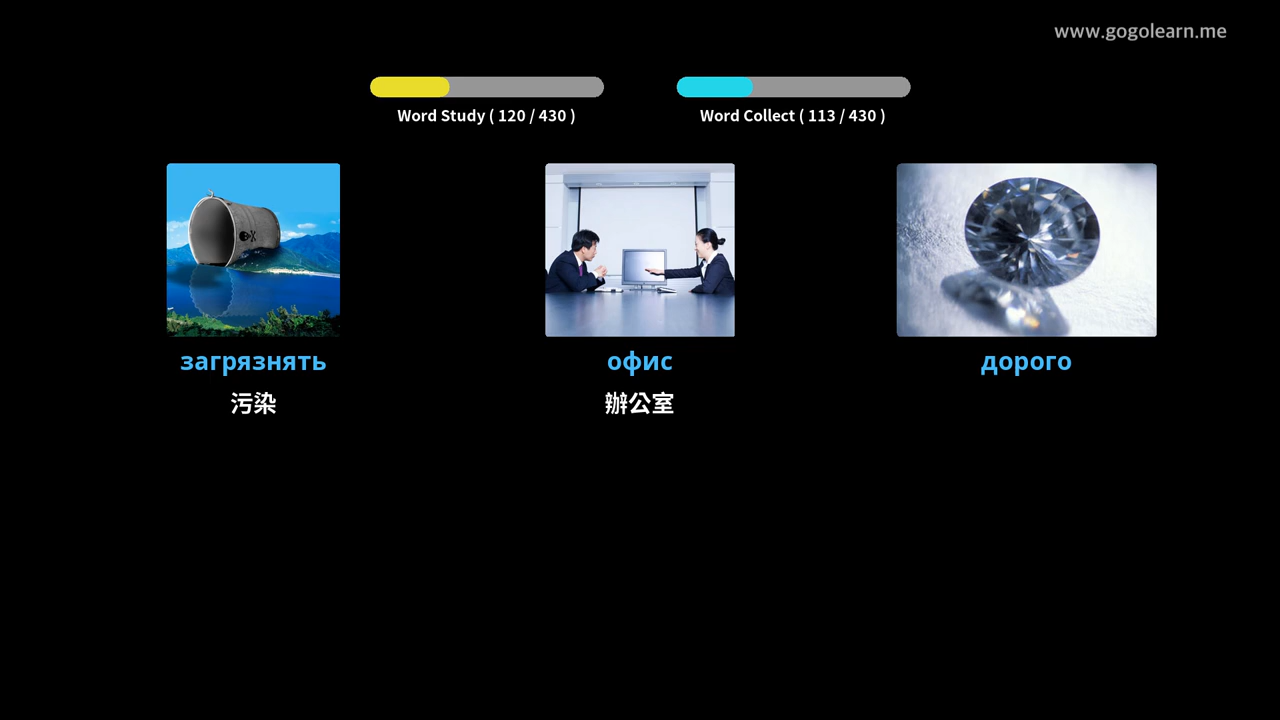 www.gogolearn.me
Word Study ( 120 / 430 )
Word Collect ( 113 / 430 )
загрязнять
офис
дорого
污染
辦公室